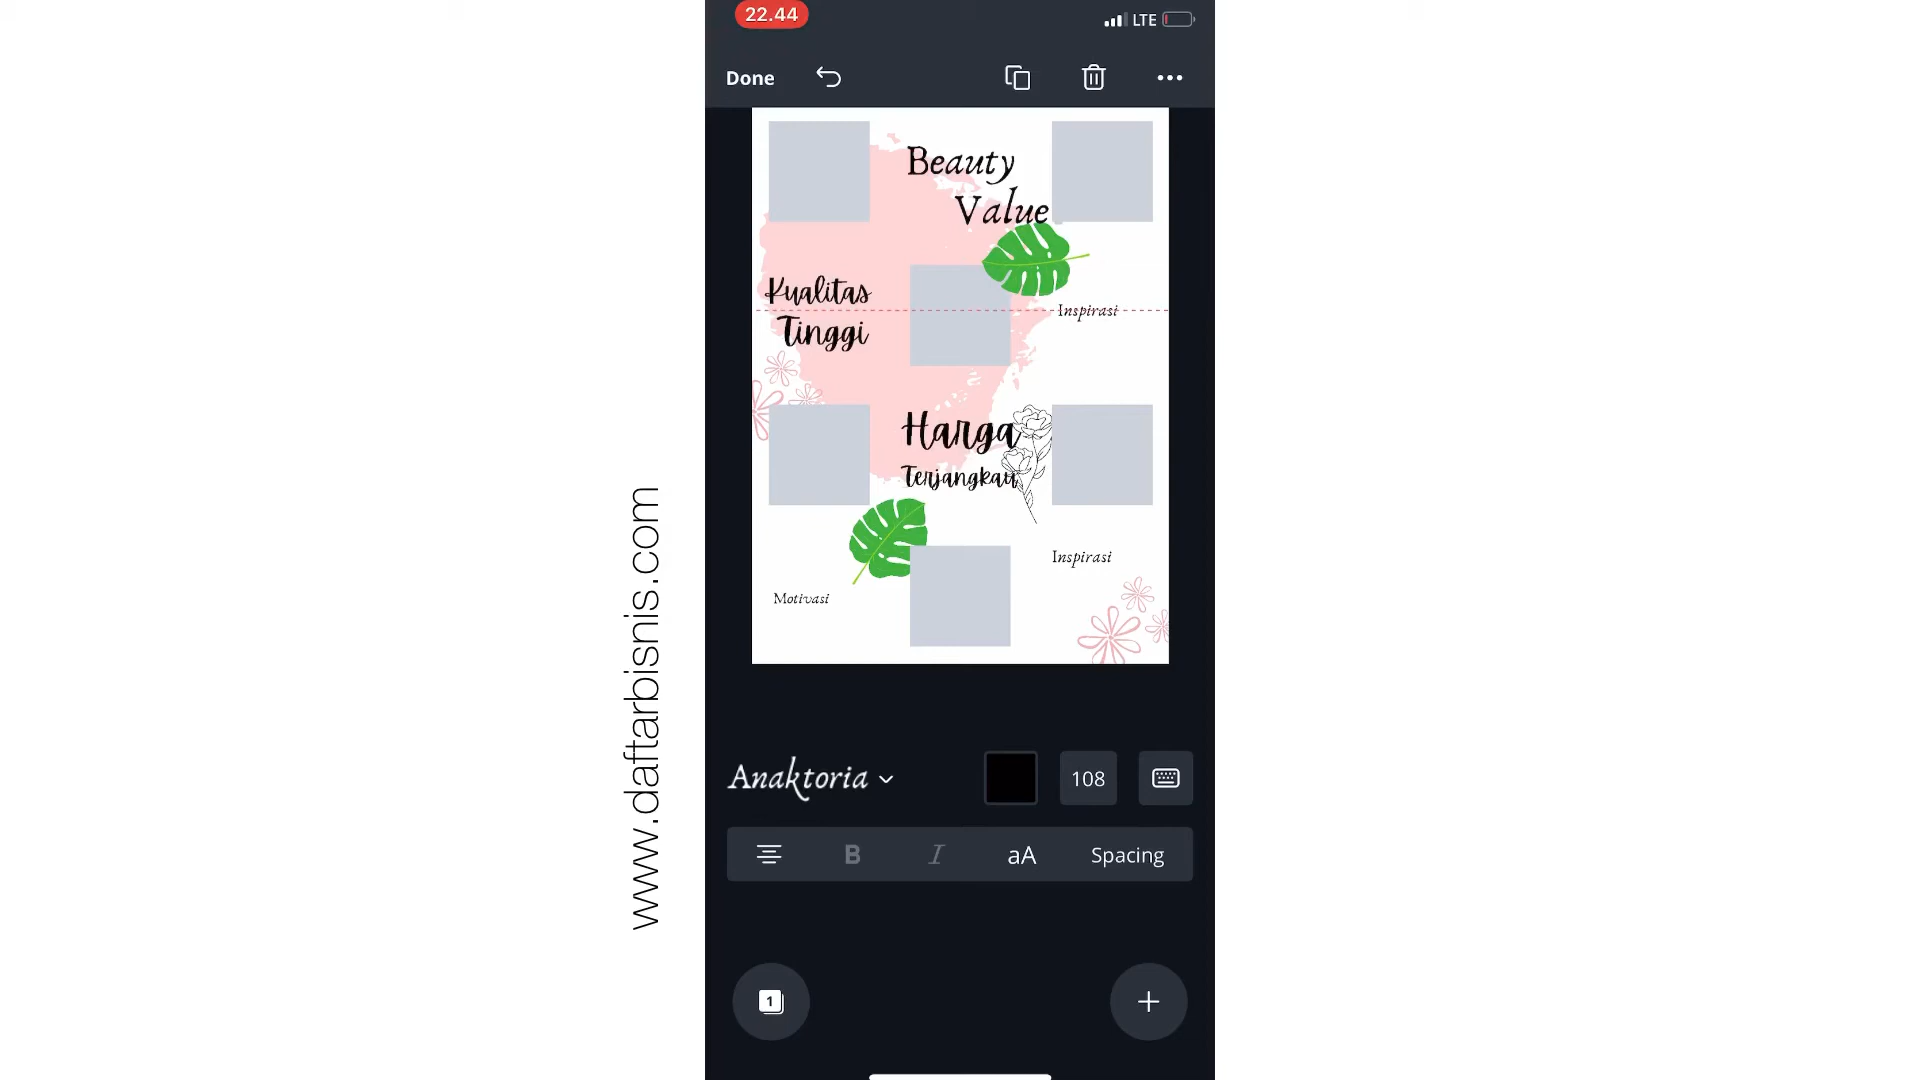 22.44
LTE
Done
Beauty
Value
Kualitas
Tinggi
Inspirasi
Harga
Terjangkau
Inspirasi
Motivasi
www.daftarbisnis.com
Anaktoria
108
B I aA Spacing
1